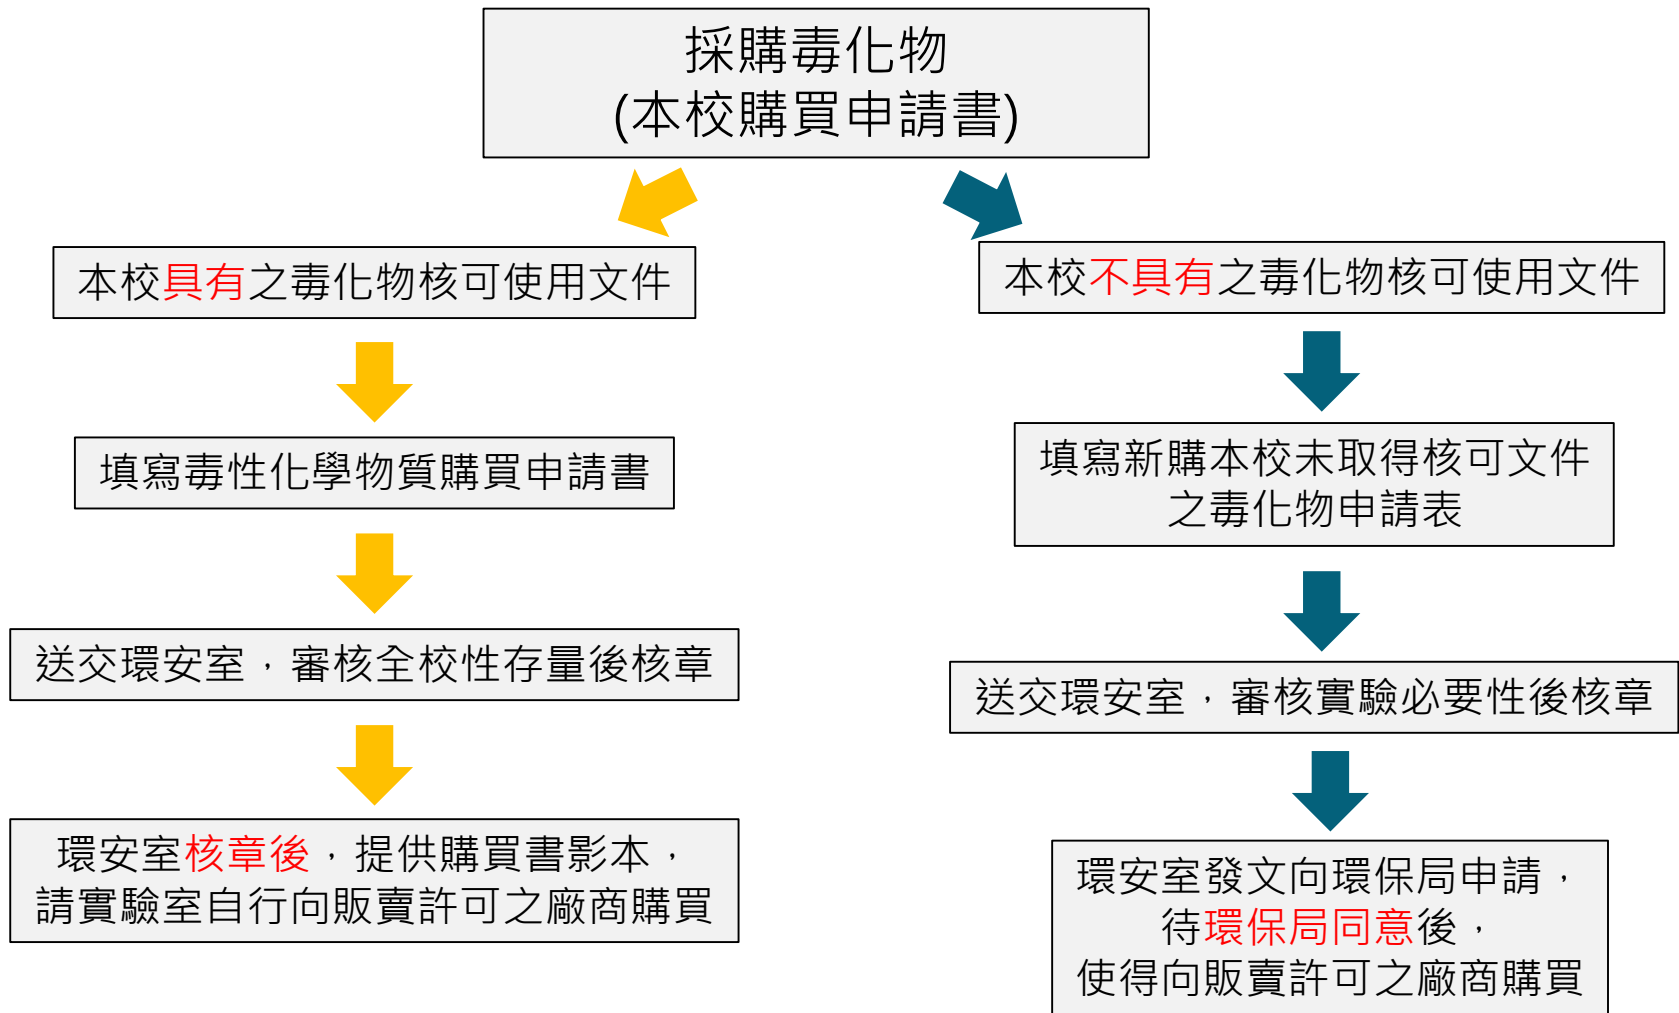 採購毒化物
(本校購買申請書)
本校具有之毒化物核可使用文件
填寫毒性化學物質購買申請書
送交環安室，審核全校性存量後核章
環安室核章後，提供購買書影本，
請實驗室自行向販賣許可之廠商購買
本校不具有之毒化物核可使用文件
填寫新購本校未取得核可文件
之毒化物申請表
送交環安室，審核實驗必要性後核章
環安室發文向環保局申請，
待環保局同意後，
使得向販賣許可之廠商購買